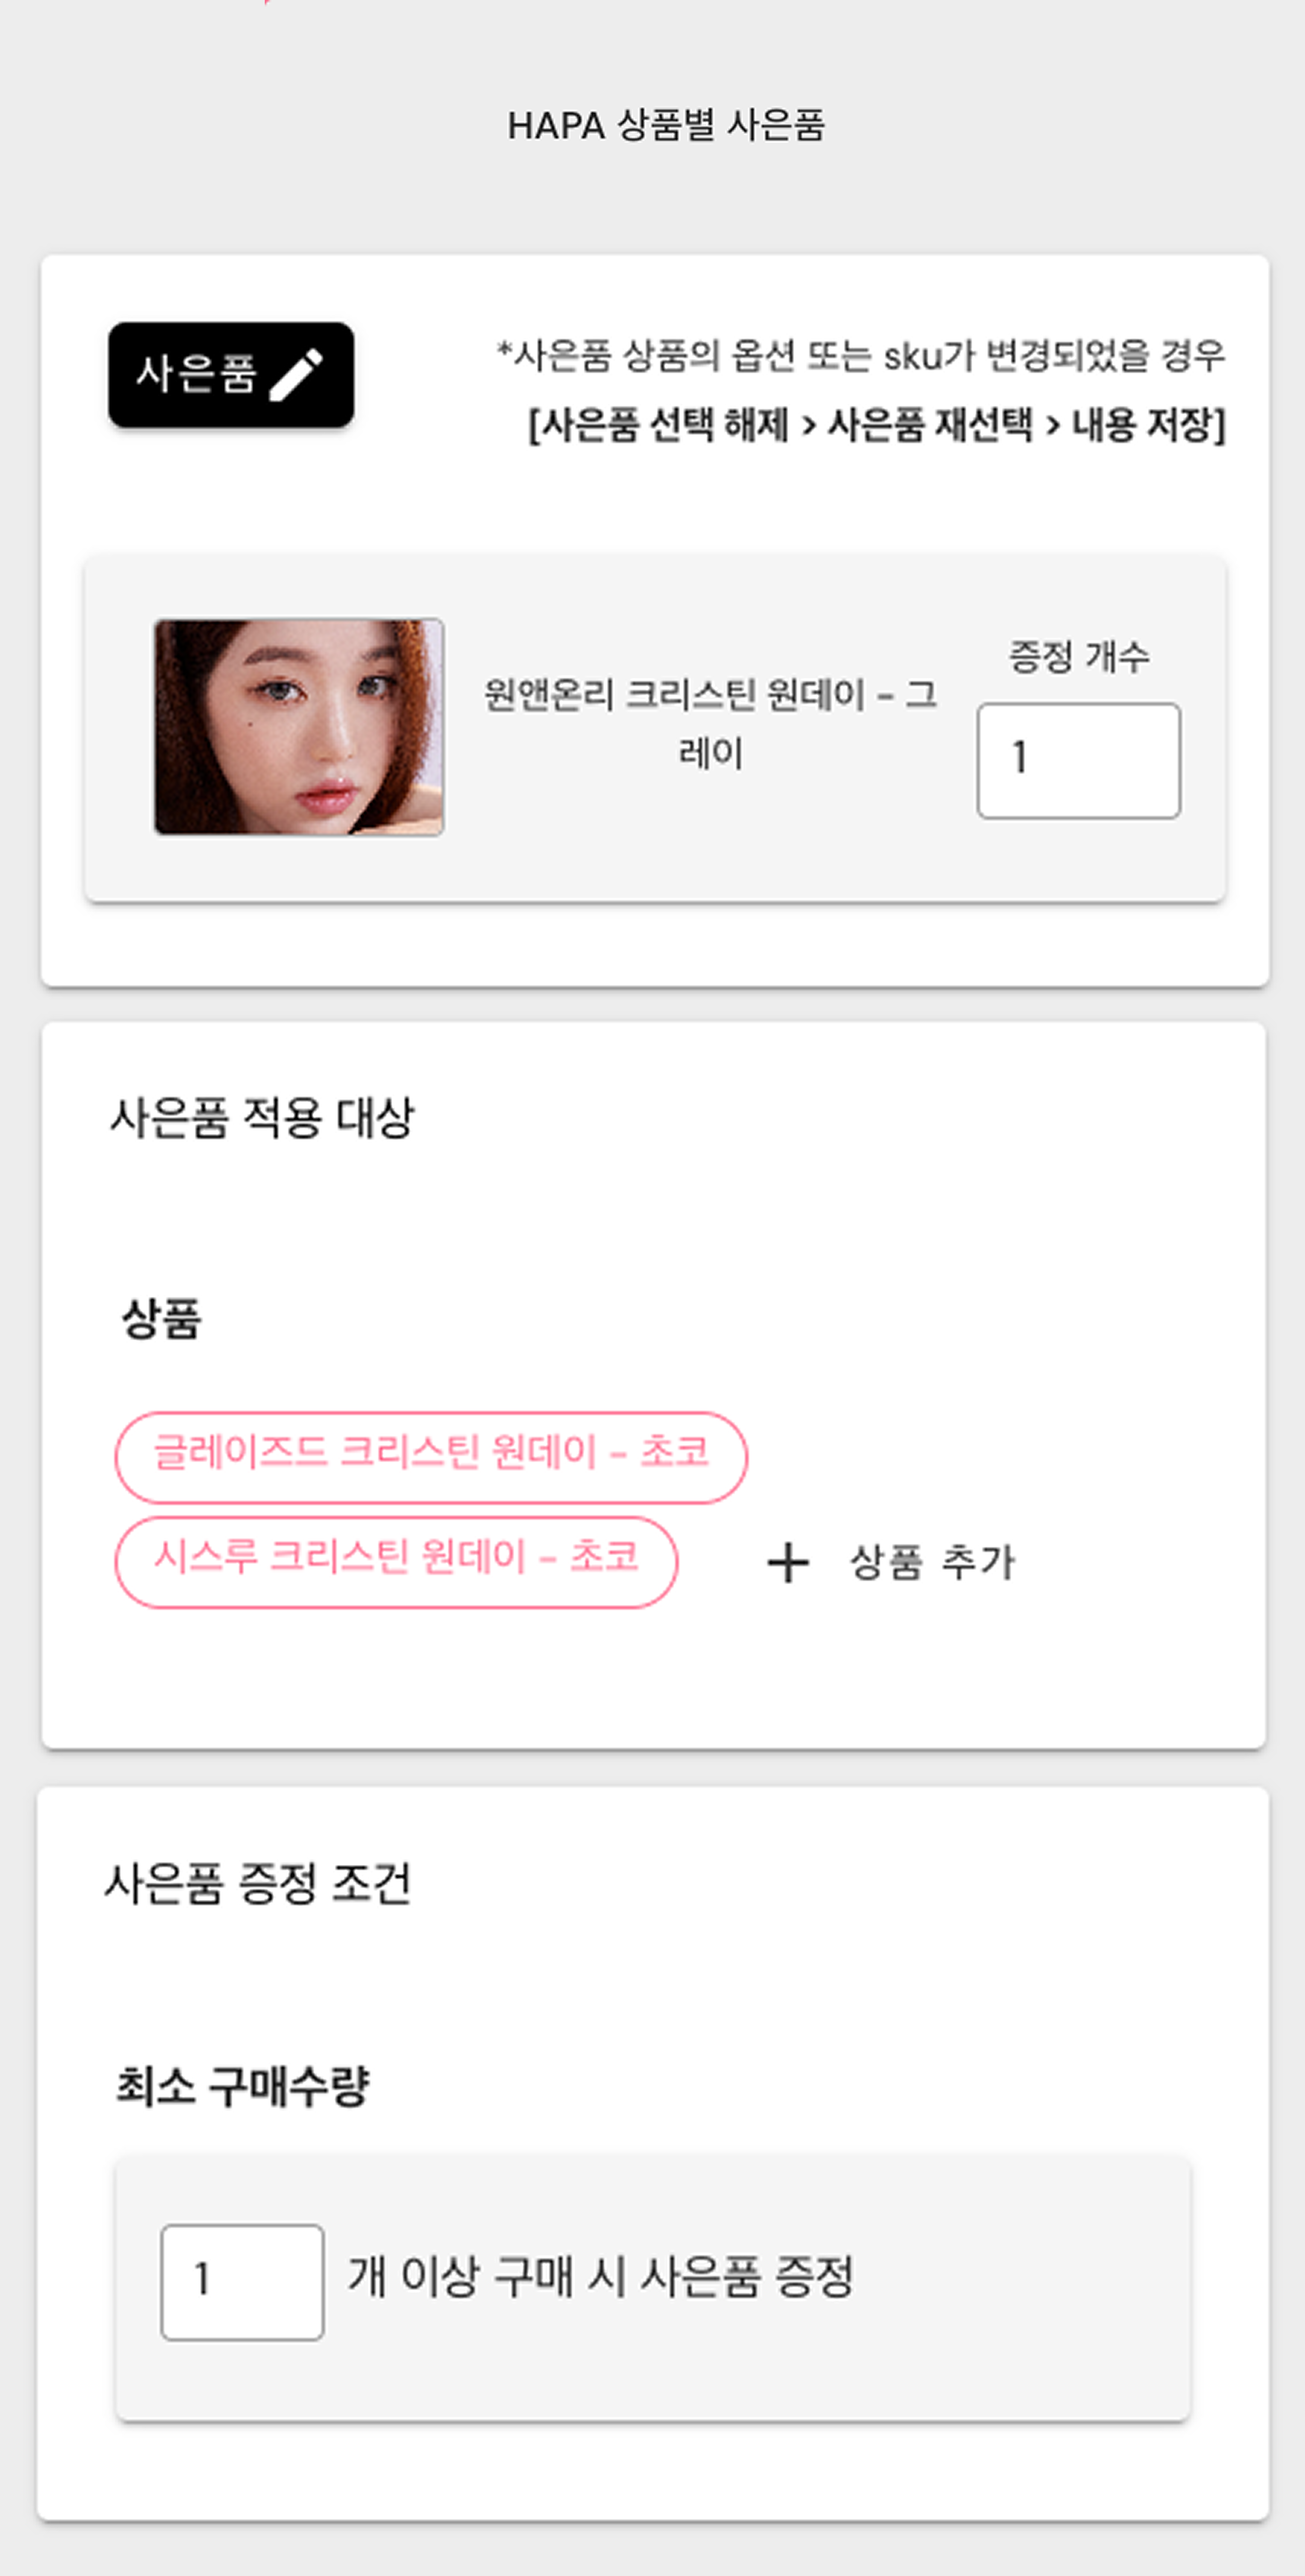 HAPA 상품별 사은품
사은품
*사은품 상품의 옵션 또는 sku가 변경되었을 경우
[사은품 선택 해제 > 사은품 재선택 > 내용 저장]
원앤온리 크리스틴 원데이 - 그
레이
증정 개수
1
사은품 적용 대상
상품
글레이즈드 크리스틴 원데이 - 초코
시스루 크리스틴 원데이 - 초코
+ 상품 추가
사은품 증정 조건
최소 구매수량
1 개 이상 구매 시 사은품 증정